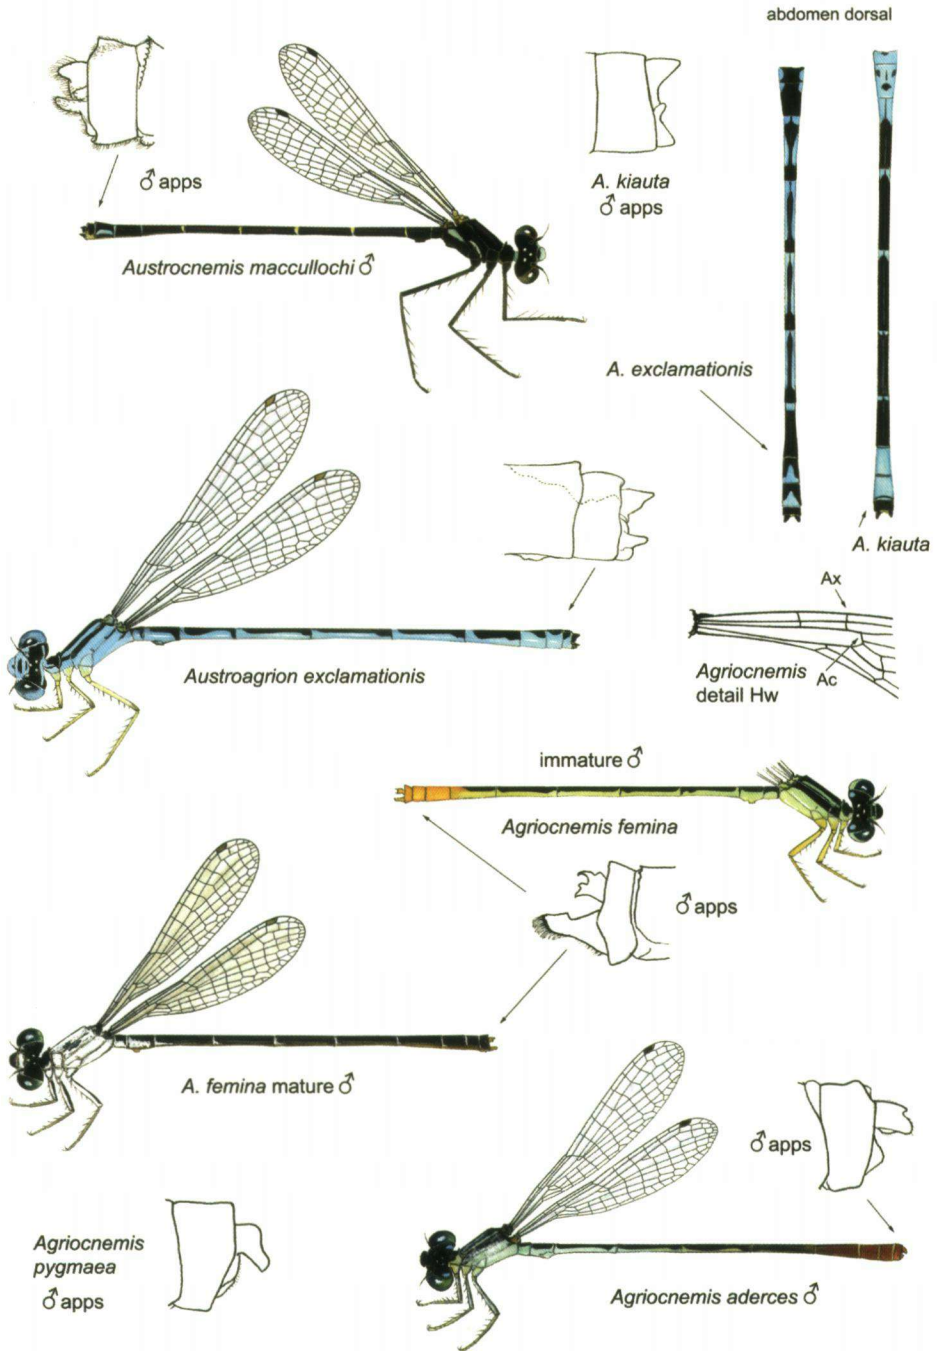 abdomen dorsal
♂ apps
A. kiauta
♂ apps
Austrocnemis maccullochi ♂
A. exclamationis
A. kiauta
Austroagrion exclamationis
Ax
Agriocnemis
detail Hw
Ac
immature ♂
Agriocnemis femina
♂ apps
A. femina mature ♂
♂ apps
Agriocnemis
pygmaea
♂ apps
Agriocnemis aderces ♂